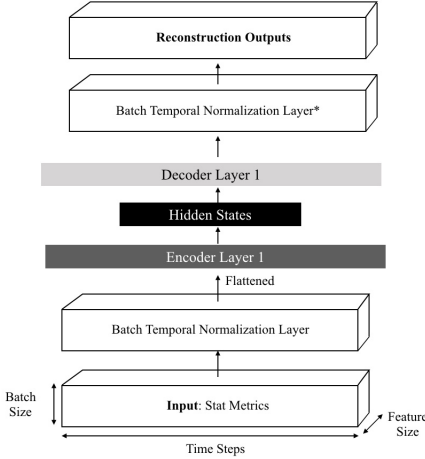 Reconstruction Outputs
Batch Temporal Normalization Layer*
Decoder Layer 1
Hidden States
Encoder Layer 1
Flattened
Batch Temporal Normalization Layer
Batch
Size
Input: Stat Metrics
Feature
Size
Time Steps